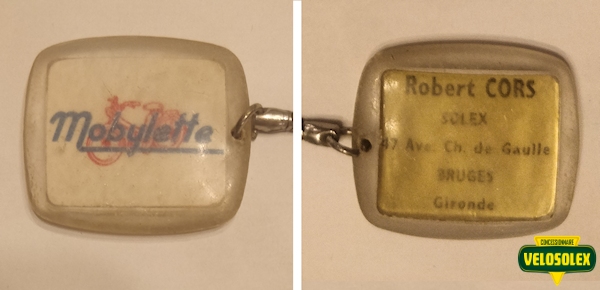 Mobylette
Robert CORS
SOLEX
47 Ave. Ch. de Gaulle
BRUGES
Gironde
CONCESSIONNAIRE
VELOSOLEX